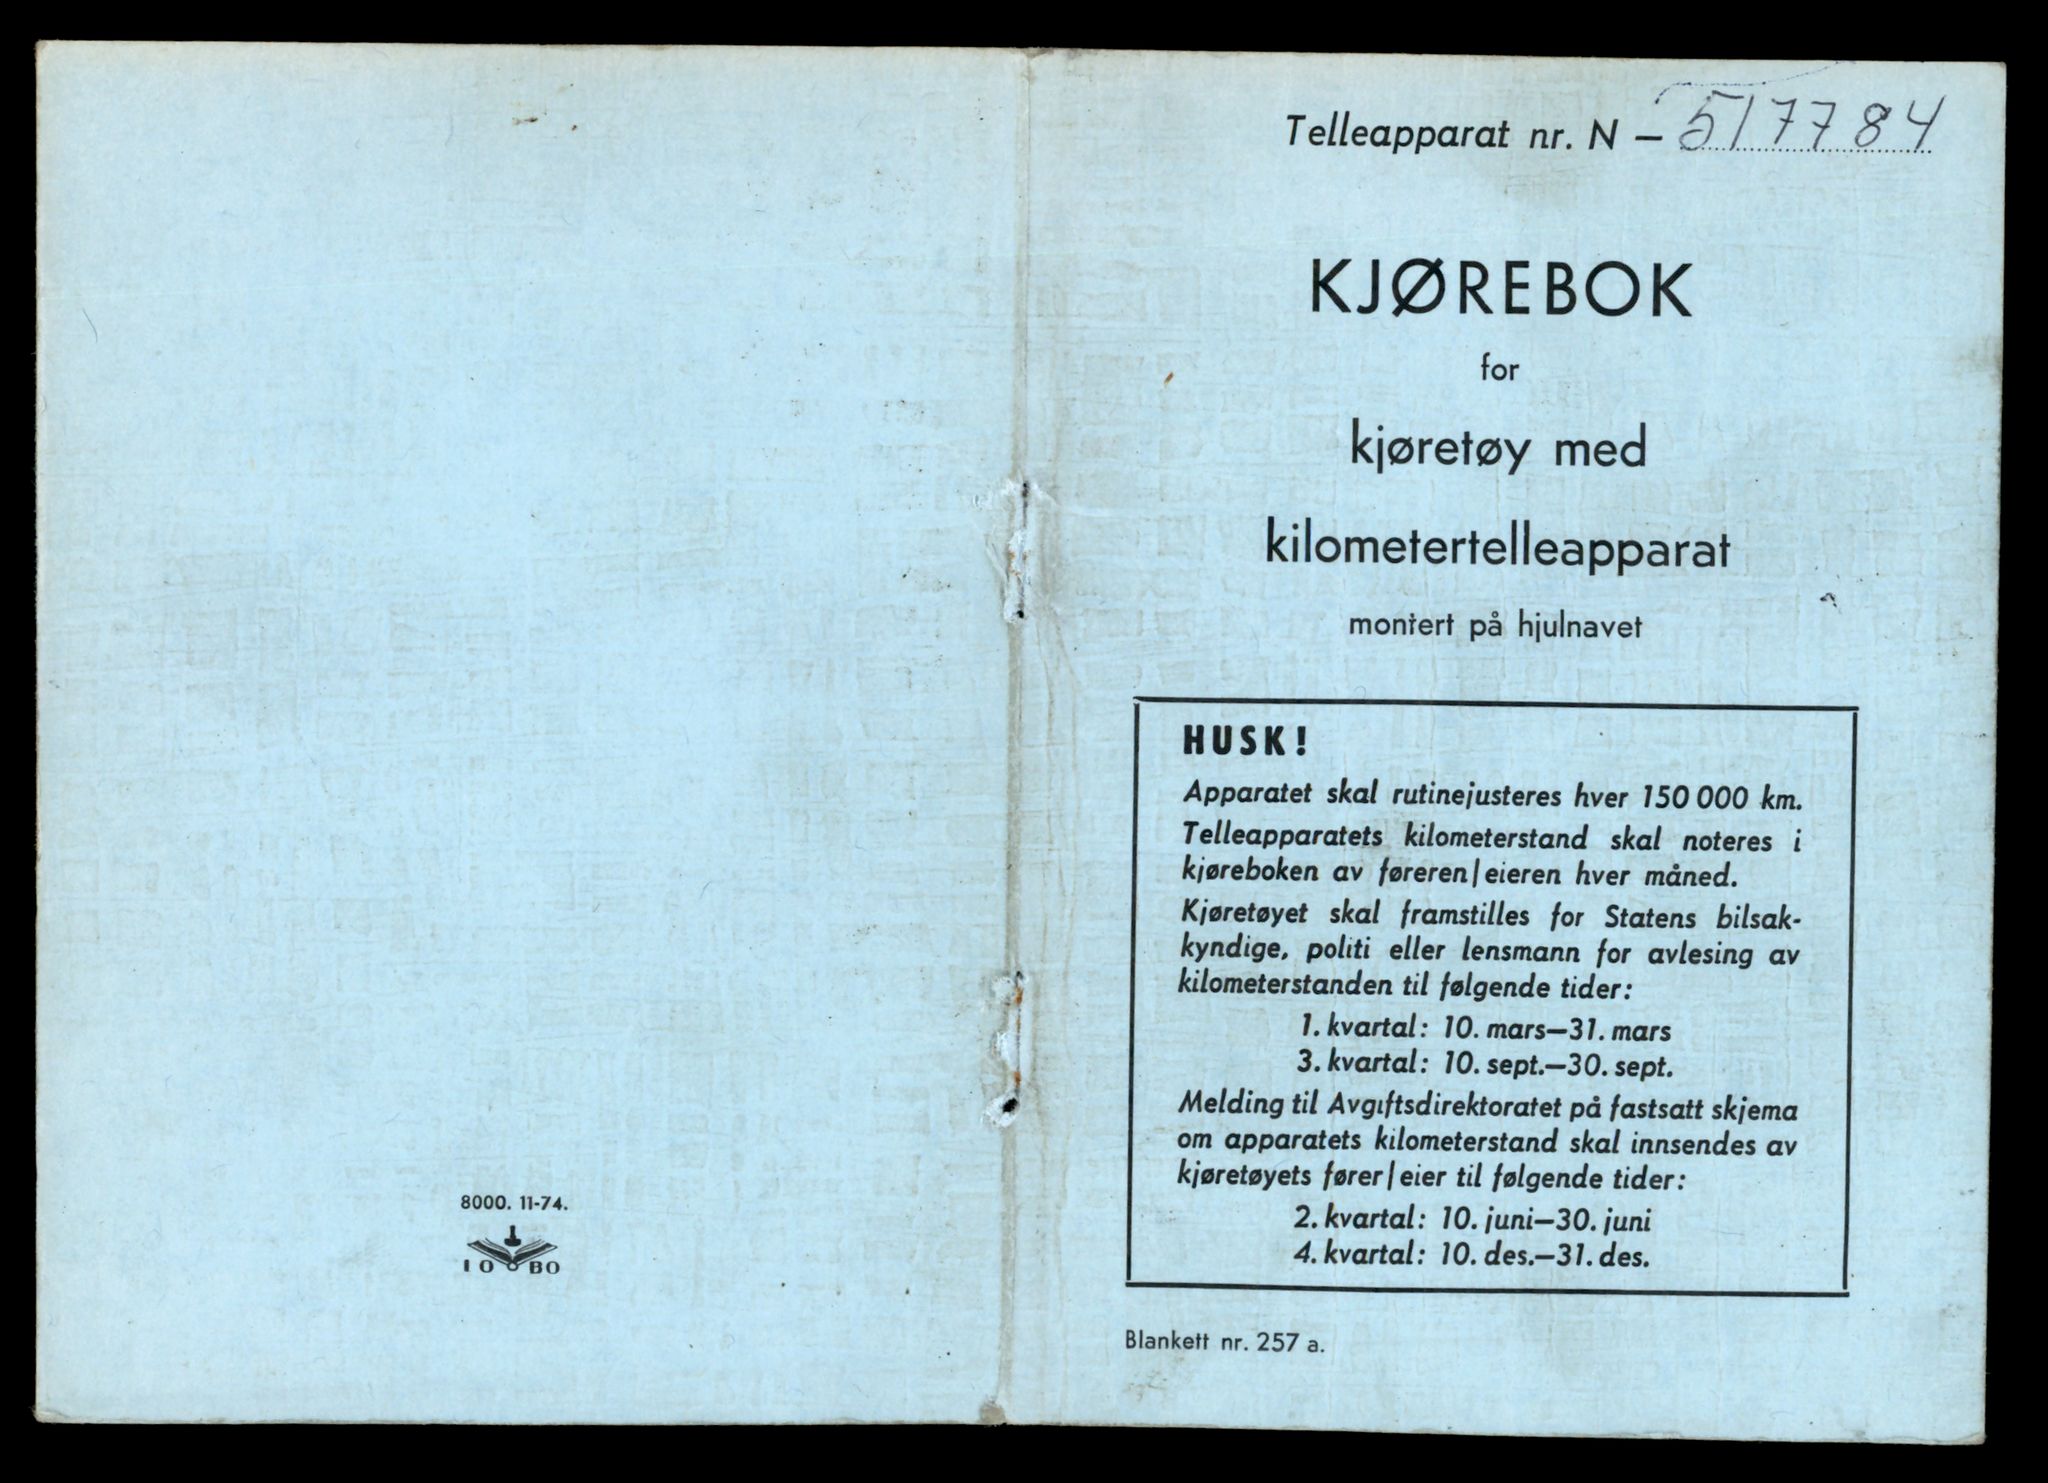 Telleapparat nr. N – 517784
KJØREBOK
for
kjøretøy med
kilometertelleapparat
montert på hjulnavet
HUSK!
Apparatet skal rutinejusteres hver 150 000 km.
Telleapparatets kilometerstand skal noteres i
kjøreboken av føreren/eieren hver måned.
Kjøretøyet skal framstilles for Statens bilsak-
kyndige, politi eller lensmann for avlesing av
kilometerstanden til følgende tider:
1. kvartal: 10. mars—31. mars
3. kvartal: 10. sept.—30. sept.
Melding til Avgiftsdirektoratet på fastsatt skjema
om apparatets kilometerstand skal innsendes av
kjøretøyets fører/eier til følgende tider:
2. kvartal: 10. juni—30. juni
4. kvartal: 10. des.—31. des.
Blankett nr. 257 a.
8000. 11-74.
IO BO